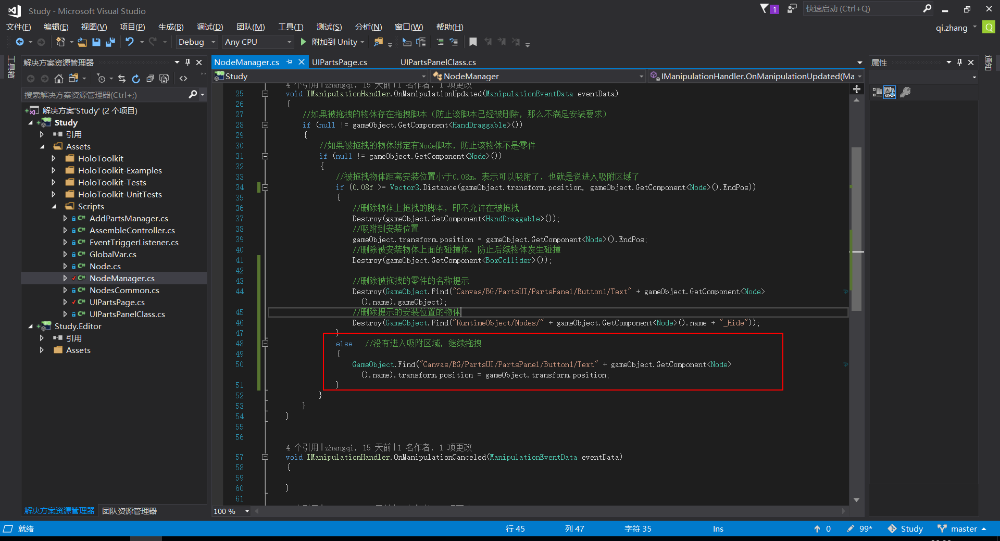 Study - Microsoft Visual Studio
1
快速启动 (Ctrl+Q)
文件(F) 编辑(E) 视图(V) 项目(P) 生成(B) 调试(D) 团队(M) 工具(T) 测试(S) 分析(N) 窗口(W) 帮助(H)
qi.zhang Q
Debug Any CPU 附加到 Unity
工具箱
解决方案资源管理器
搜索解决方案资源管理器(Ctrl+;)
解决方案'Study' (2 个项目)
Study
引用
Assets
HoloToolkit
HoloToolkit-Examples
HoloToolkit-Tests
HoloToolkit-UnitTests
Scripts
C# AddPartsManager.cs
C# AssembleController.cs
C# EventTriggerListener.cs
C# GlobalVar.cs
C# Node.cs
C# NodeManager.cs
C# NodesCommon.cs
C# UIPartsPage.cs
C# UIPartsPanelClass.cs
Study.Editor
引用
Assets
解决方案资源管理器 团队资源管理器
NodeManager.cs UIPartsPage.cs UIPartsPanelClass.cs
Study NodeManager IManipulationHandler.OnManipulationUpdated(Ma
4 个引用|zhangqi, 15 天前|1 名作者, 1 项更改
25 void IManipulationHandler.OnManipulationUpdated(ManipulationEventData eventData)
26 {
27 //如果被拖拽的物体存在拖拽脚本（防止该脚本已经被删除，那么不满足安装要求）
28 if (null != gameObject.GetComponent<HandDraggable>())
29 {
30 //如果被拖拽的物体绑定有Node脚本，防止该物体不是零件
31 if (null != gameObject.GetComponent<Node>())
32 {
33 //被拖拽物体距离安装位置小于0.08m，表示可以吸附了，也就是说进入吸附区域了
34 if (0.08f >= Vector3.Distance(gameObject.transform.position, gameObject.GetComponent<Node>().EndPos))
35 {
36 //删除物体上拖拽的脚本，即不允许在被拖拽
37 Destroy(gameObject.GetComponent<HandDraggable>());
38 //吸附到安装位置
39 gameObject.transform.position = gameObject.GetComponent<Node>().EndPos;
40 //删除被安装物体上面的碰撞体，防止后续物体发生碰撞
41 Destroy(gameObject.GetComponent<BoxCollider>());
42
43 //删除被拖拽的零件的名称提示
44 Destroy(GameObject.Find("Canvas/BG/PartsUI/PartsPanel/Button1/Text" + gameObject.GetComponent<Node>
().name).gameObject);
45 //删除提示的安装位置的物体
46 Destroy(GameObject.Find("RuntimeObject/Nodes/" + gameObject.GetComponent<Node>().name + "_Hide"));
47 }
48 else //没有进入吸附区域，继续拖拽
49 {
50 GameObject.Find("Canvas/BG/PartsUI/PartsPanel/Button1/Text" + gameObject.GetComponent<Node>
().name).transform.position = gameObject.transform.position;
51 }
52 }
53 }
54 }
55
56
4 个引用|zhangqi, 15 天前|1 名作者, 1 项更改
57 void IManipulationHandler.OnManipulationCanceled(ManipulationEventData eventData)
58 {
59
60 }
61
100 %
属性
通知
就绪 行 45 列 47 字符 35 Ins 0 99* Study master